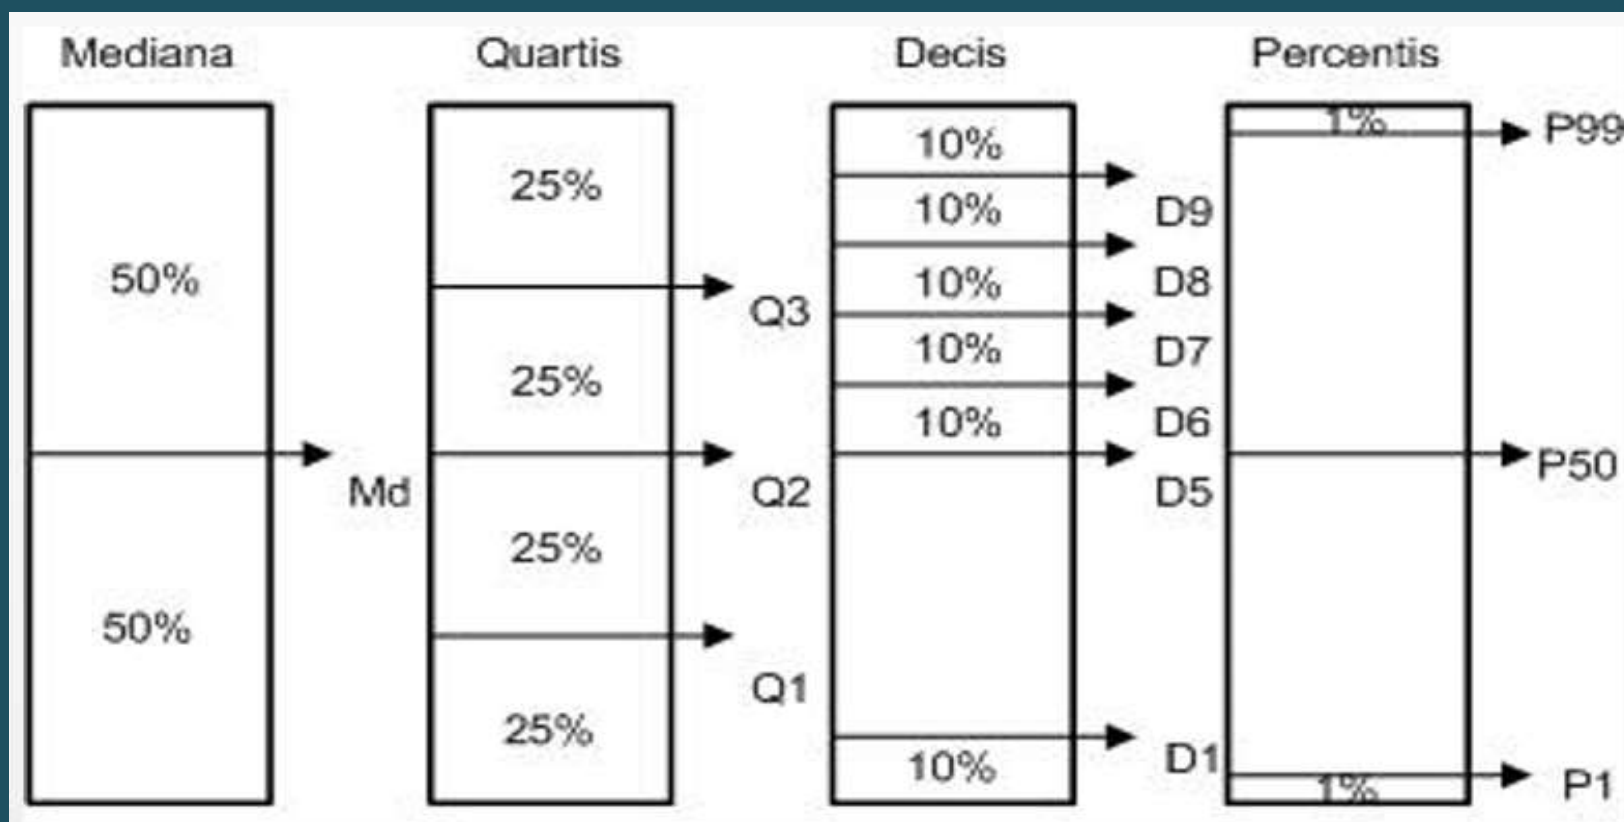 Mediana
Quartis
Decis
Percentis
50%
50%
Md
25%
25%
25%
25%
Q3
Q2
Q1
10%
10%
10%
10%
10%
10%
D9
D8
D7
D6
D5
D1
1%
1%
P99
P50
P1